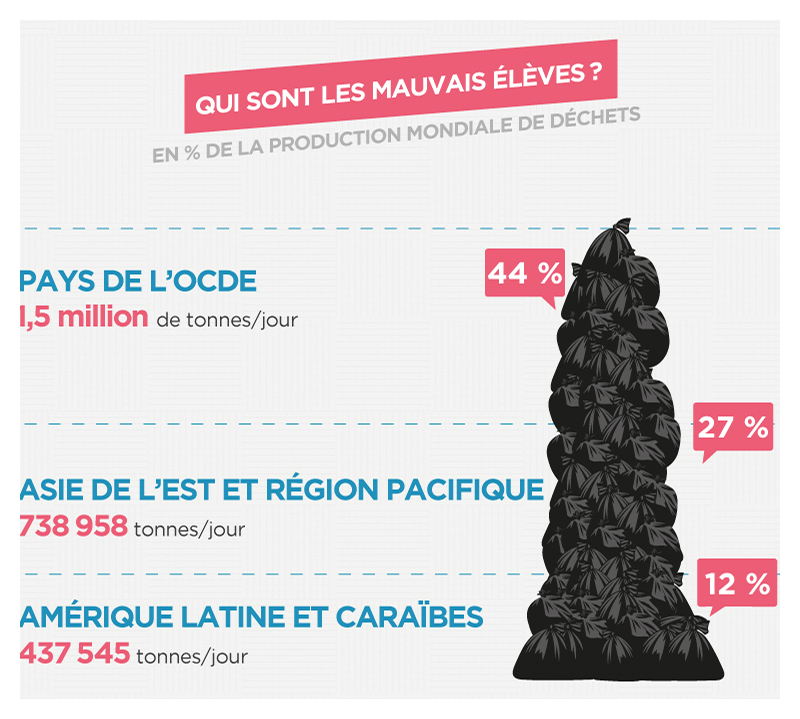 QUI SONT LES MAUVAIS ÉLÈVES ?
EN % DE LA PRODUCTION MONDIALE DE DÉCHETS
PAYS DE L'OCDE
44 %
1,5 million de tonnes/jour
27 %
ASIE DE L'EST ET RÉGION PACIFIQUE
738 958 tonnes/jour
12 %
AMÉRIQUE LATINE ET CARAÏBES
437 545 tonnes/jour